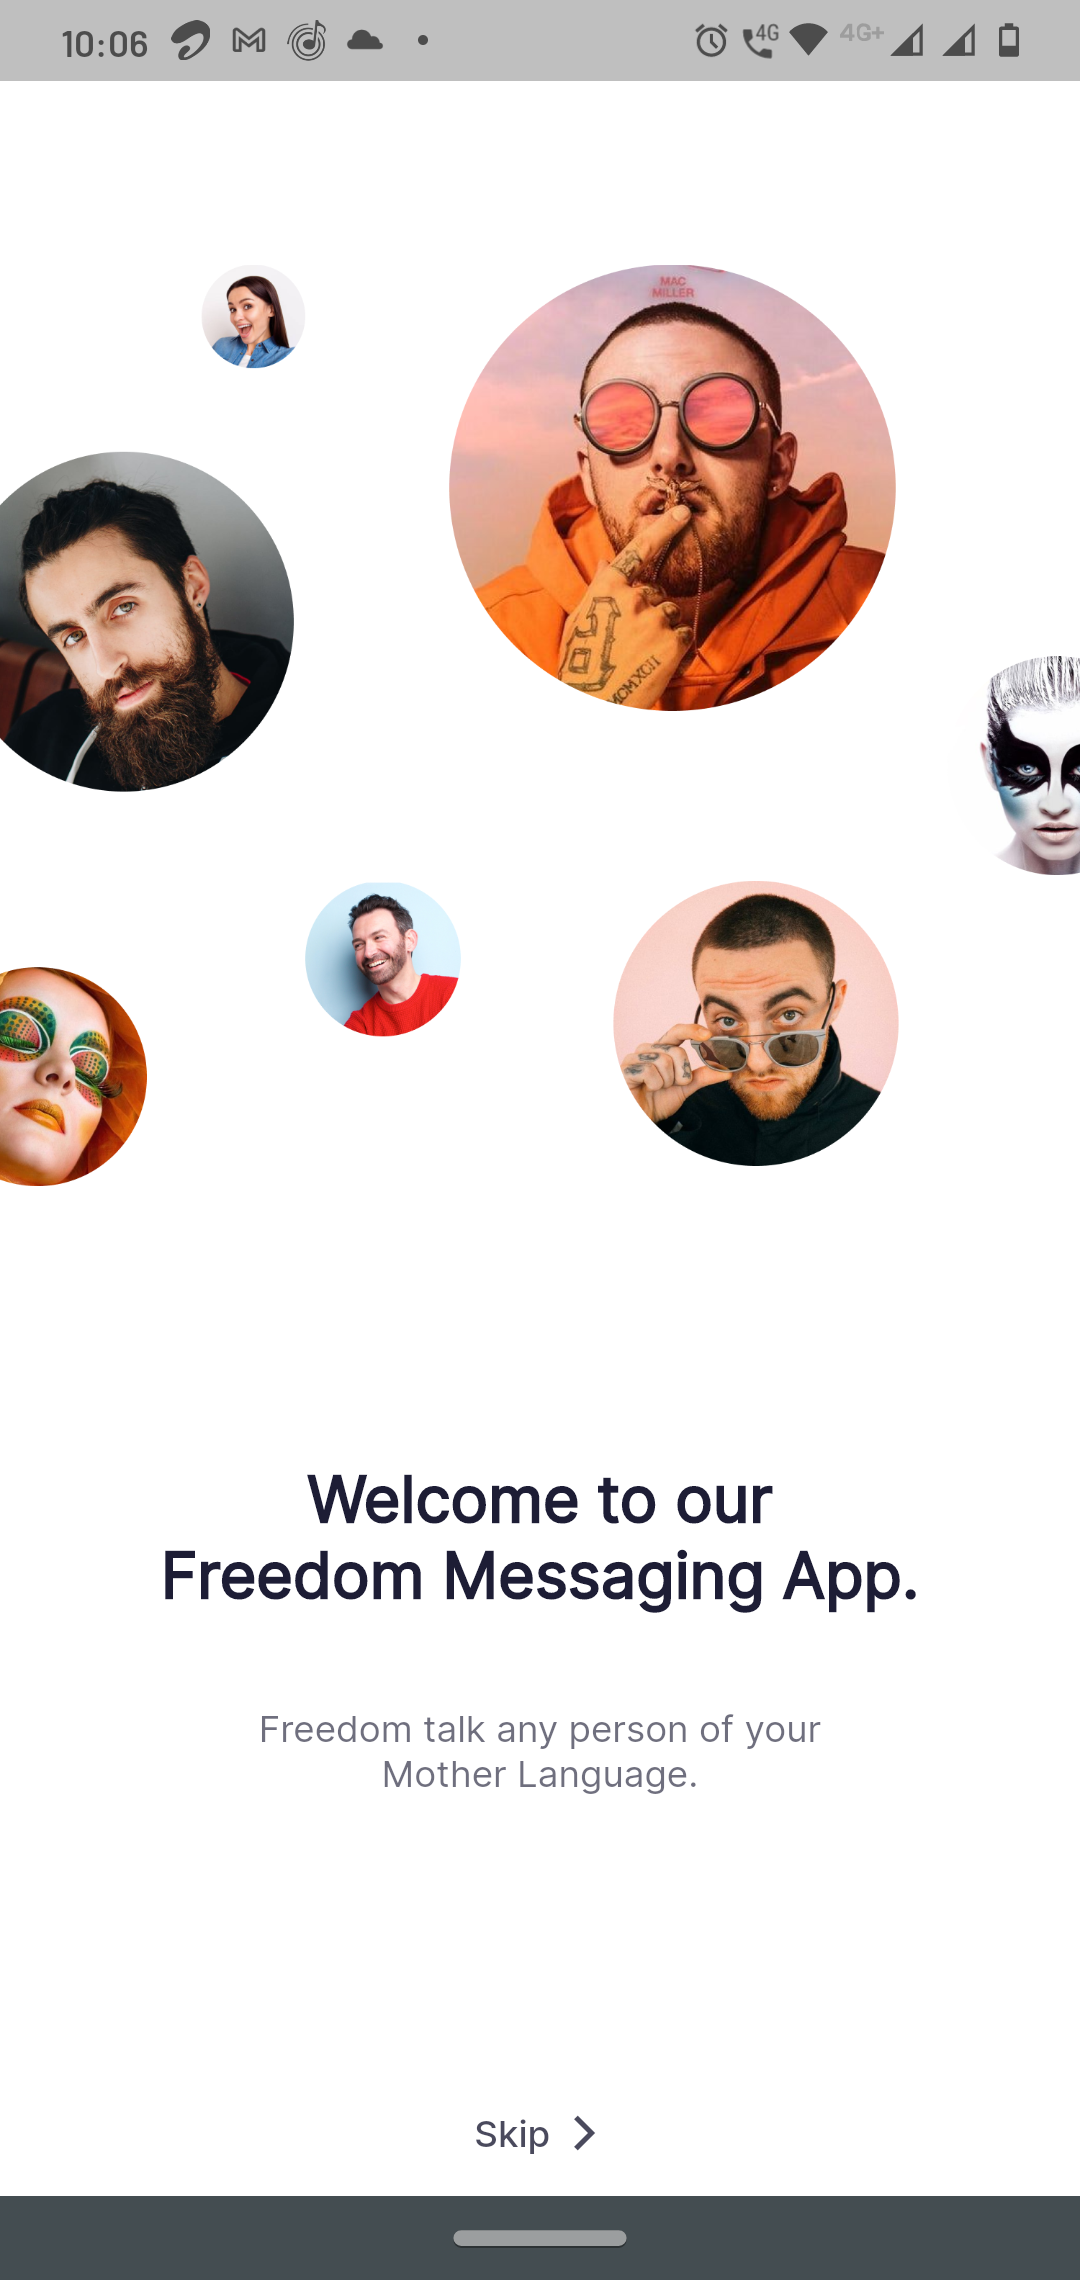 10:06
4G
4G+
MAC
MILLER
MCMXCII
Welcome to our
Freedom Messaging App.
Freedom talk any person of your
Mother Language.
Skip